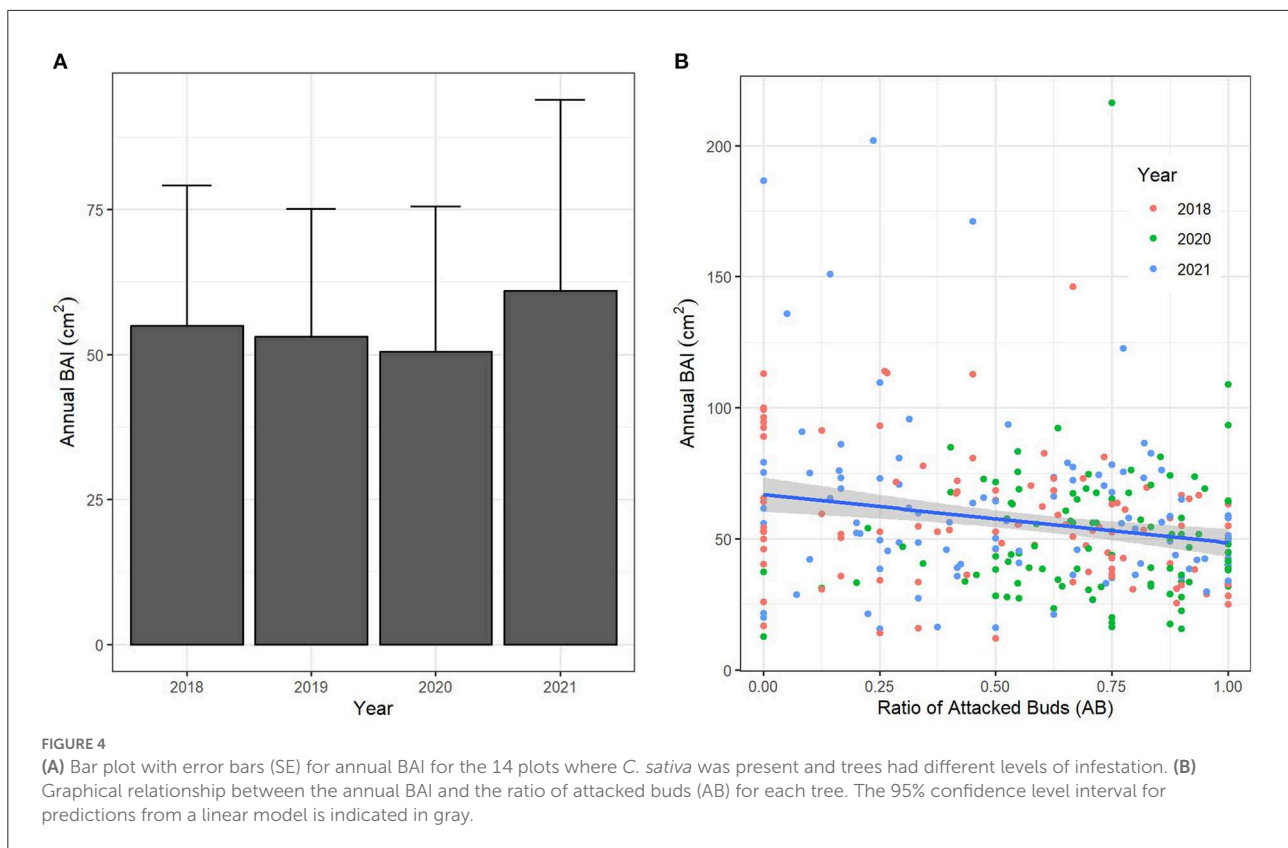 A
Annual BAI (cm²)
75
50
25
0
2018 2019 2020 2021
Year
B
Annual BAI (cm²)
200
150
100
50
0
Year
2018
2020
2021
0.00 0.25 0.50 0.75 1.00
Ratio of Attacked Buds (AB)
FIGURE 4
(A) Bar plot with error bars (SE) for annual BAI for the 14 plots where C. sativa was present and trees had different levels of infestation. (B)
Graphical relationship between the annual BAI and the ratio of attacked buds (AB) for each tree. The 95% confidence level interval for
predictions from a linear model is indicated in gray.